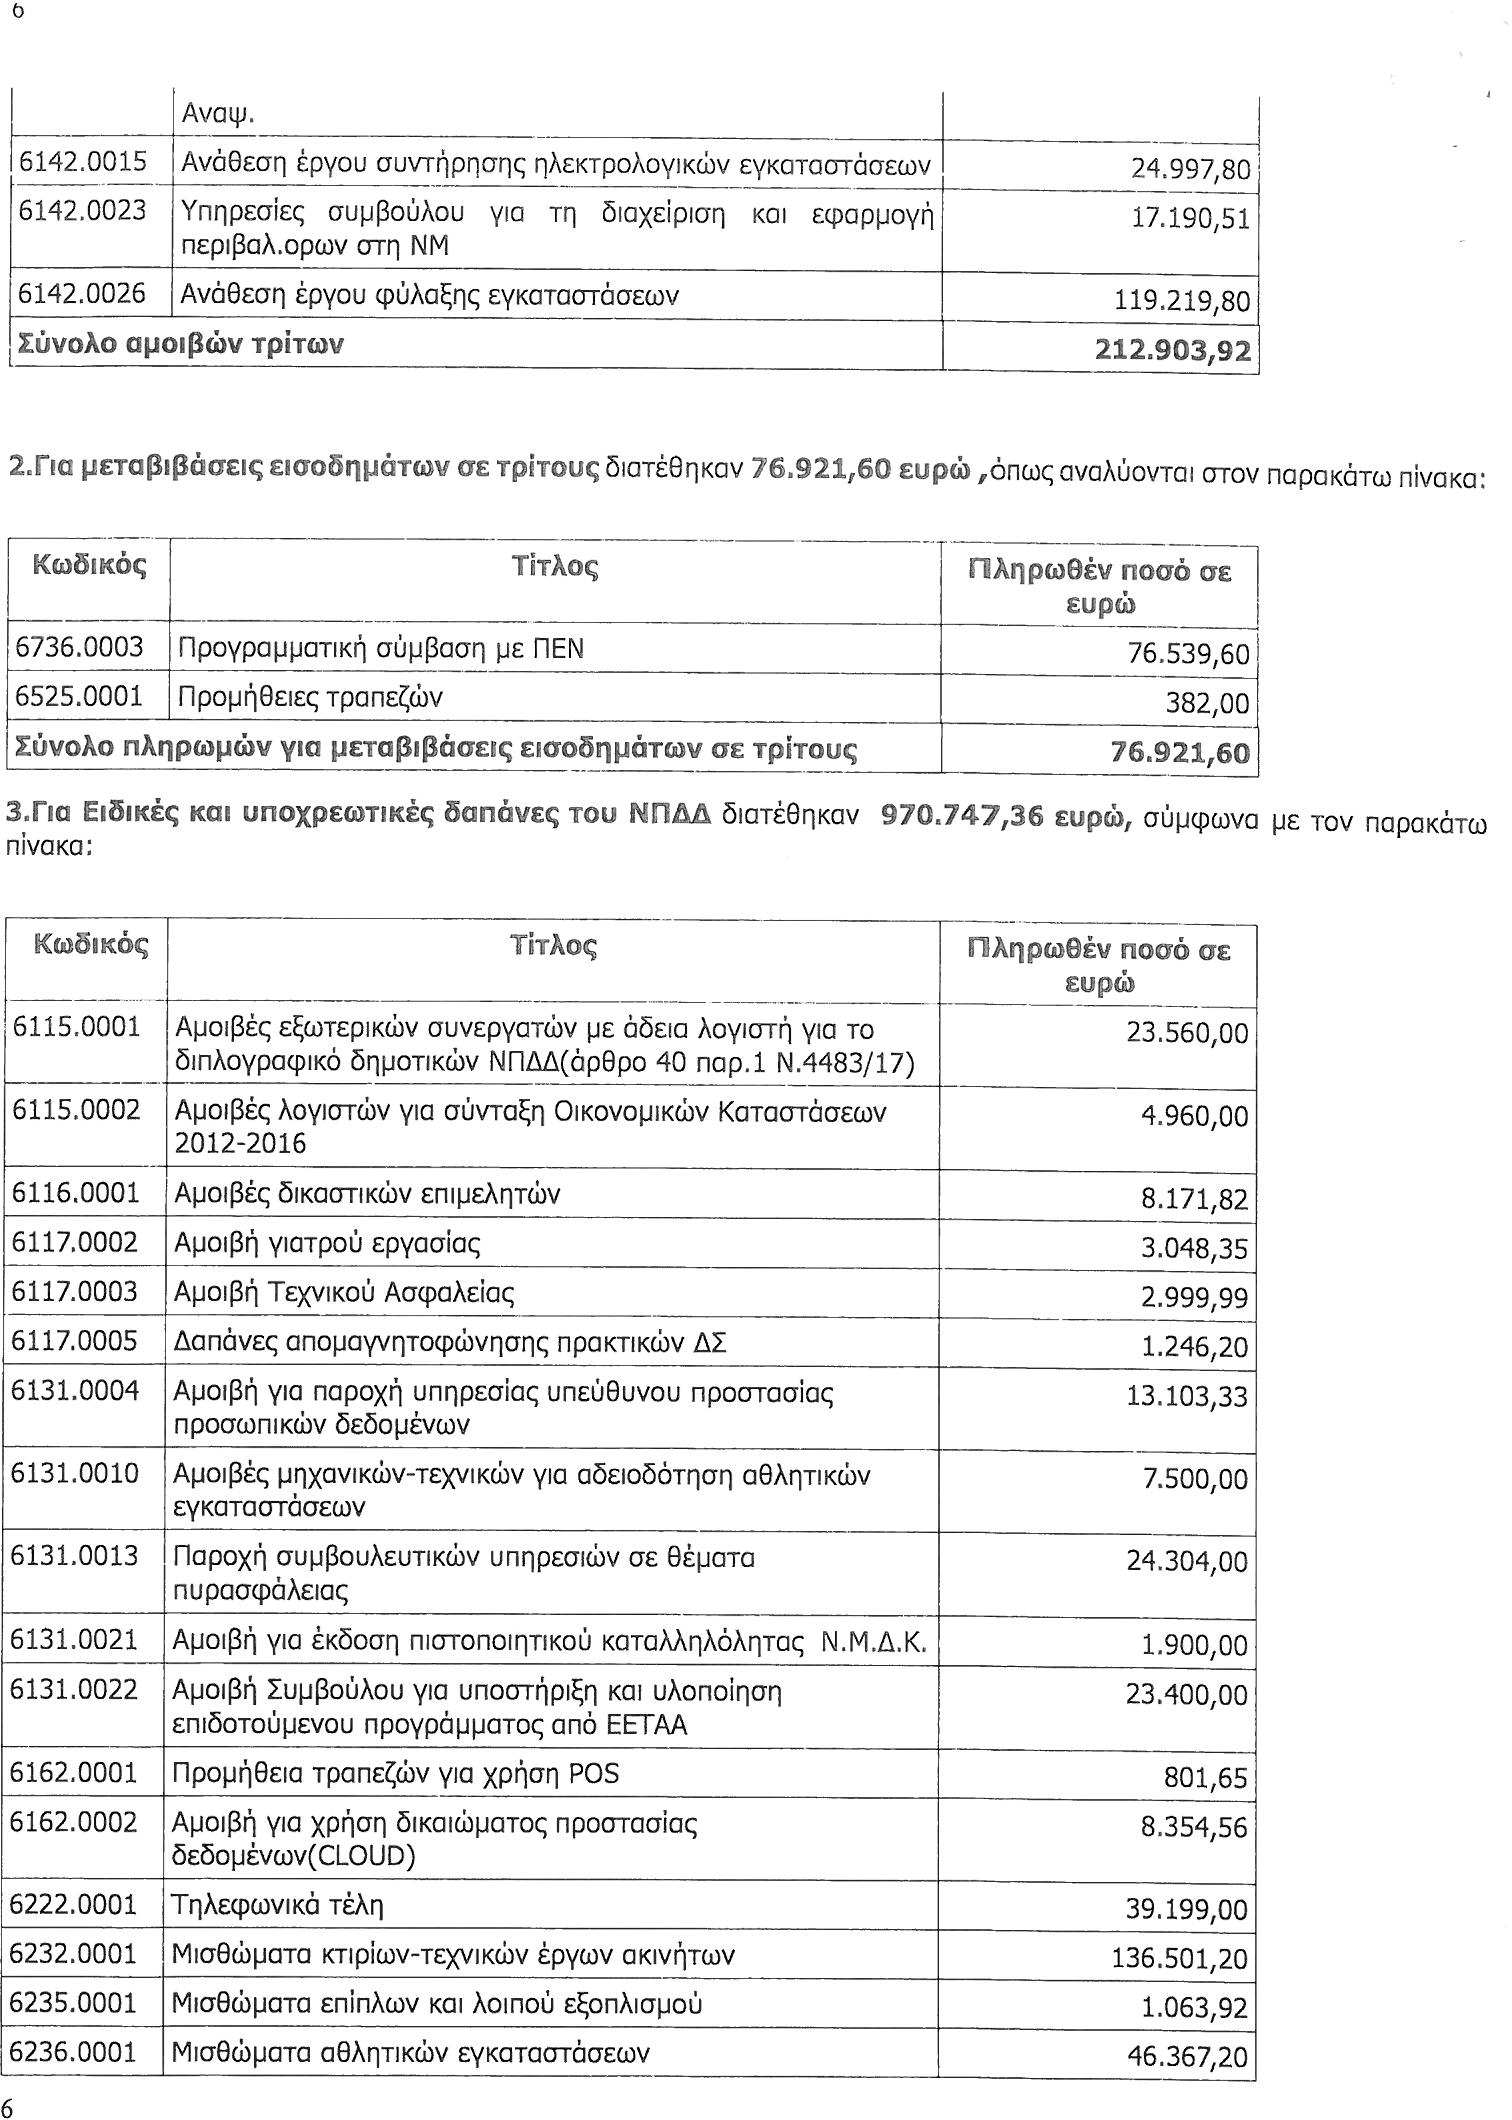 6
Αναψ.
6142.0015 Ανάθεση έργου συντήρησης ηλεκτρολογικών εγκαταστάσεων 24.997,80
6142.0023 Υπηρεσίες συμβούλου για τη διαχείριση και εφαρμογή 17.190,51
περιβαλ.ορων στη ΝΜ
6142.0026 Ανάθεση έργου φύλαξης εγκαταστάσεων 119.219,80
Σύνολο αμοιβών τρίτων 212.903,92
2.Για μεταβιβάσεις εισοδημάτων σε τρίτους διατέθηκαν 76.921,60 ευρώ ,όπως αναλύονται στον παρακάτω πίνακα:
Κωδικός Τίτλος Πληρωθέν ποσό σε
ευρώ
6736.0003 Προγραμματική σύμβαση με ΠΕΝ 76.539,60
6525.0001 Προμήθειες τραπεζών 382,00
Σύνολο πληρωμών για μεταβιβάσεις εισοδημάτων σε τρίτους 76.921,60
3.Για Ειδικές και υποχρεωτικές δαπάνες του ΝΠΔΔ διατέθηκαν 970.747,36 ευρώ, σύμφωνα με τον παρακάτω
πίνακα:
Κωδικός Τίτλος Πληρωθέν ποσό σε
ευρώ
6115.0001 Αμοιβές εξωτερικών συνεργατών με άδεια λογιστή για το 23.560,00
διπλογραφικό δημοτικών ΝΠΔΔ(άρθρο 40 παρ.1 Ν.4483/17)
6115.0002 Αμοιβές λογιστών για σύνταξη Οικονομικών Καταστάσεων 4.960,00
2012-2016
6116.0001 Αμοιβές δικαστικών επιμελητών 8.171,82
6117.0002 Αμοιβή γιατρού εργασίας 3.048,35
6117.0003 Αμοιβή Τεχνικού Ασφαλείας 2.999,99
6117.0005 Δαπάνες απομαγνητοφώνησης πρακτικών ΔΣ 1.246,20
6131.0004 Αμοιβή για παροχή υπηρεσίας υπεύθυνου προστασίας 13.103,33
προσωπικών δεδομένων
6131.0010 Αμοιβές μηχανικών-τεχνικών για αδειοδότηση αθλητικών 7.500,00
εγκαταστάσεων
6131.0013 Παροχή συμβουλευτικών υπηρεσιών σε θέματα 24.304,00
πυρασφάλειας
6131.0021 Αμοιβή για έκδοση πιστοποιητικού καταλληλόλητας Ν.Μ.Δ.Κ. 1.900,00
6131.0022 Αμοιβή Συμβούλου για υποστήριξη και υλοποίηση 23.400,00
επιδοτούμενου προγράμματος από ΕΕΤΑΑ
6162.0001 Προμήθεια τραπεζών για χρήση POS 801,65
6162.0002 Αμοιβή για χρήση δικαιώματος προστασίας 8.354,56
δεδομένων(CLOUD)
6222.0001 Τηλεφωνικά τέλη 39.199,00
6232.0001 Μισθώματα κτιρίων-τεχνικών έργων ακινήτων 136.501,20
6235.0001 Μισθώματα επίπλων και λοιπού εξοπλισμού 1.063,92
6236.0001 Μισθώματα αθλητικών εγκαταστάσεων 46.367,20
6